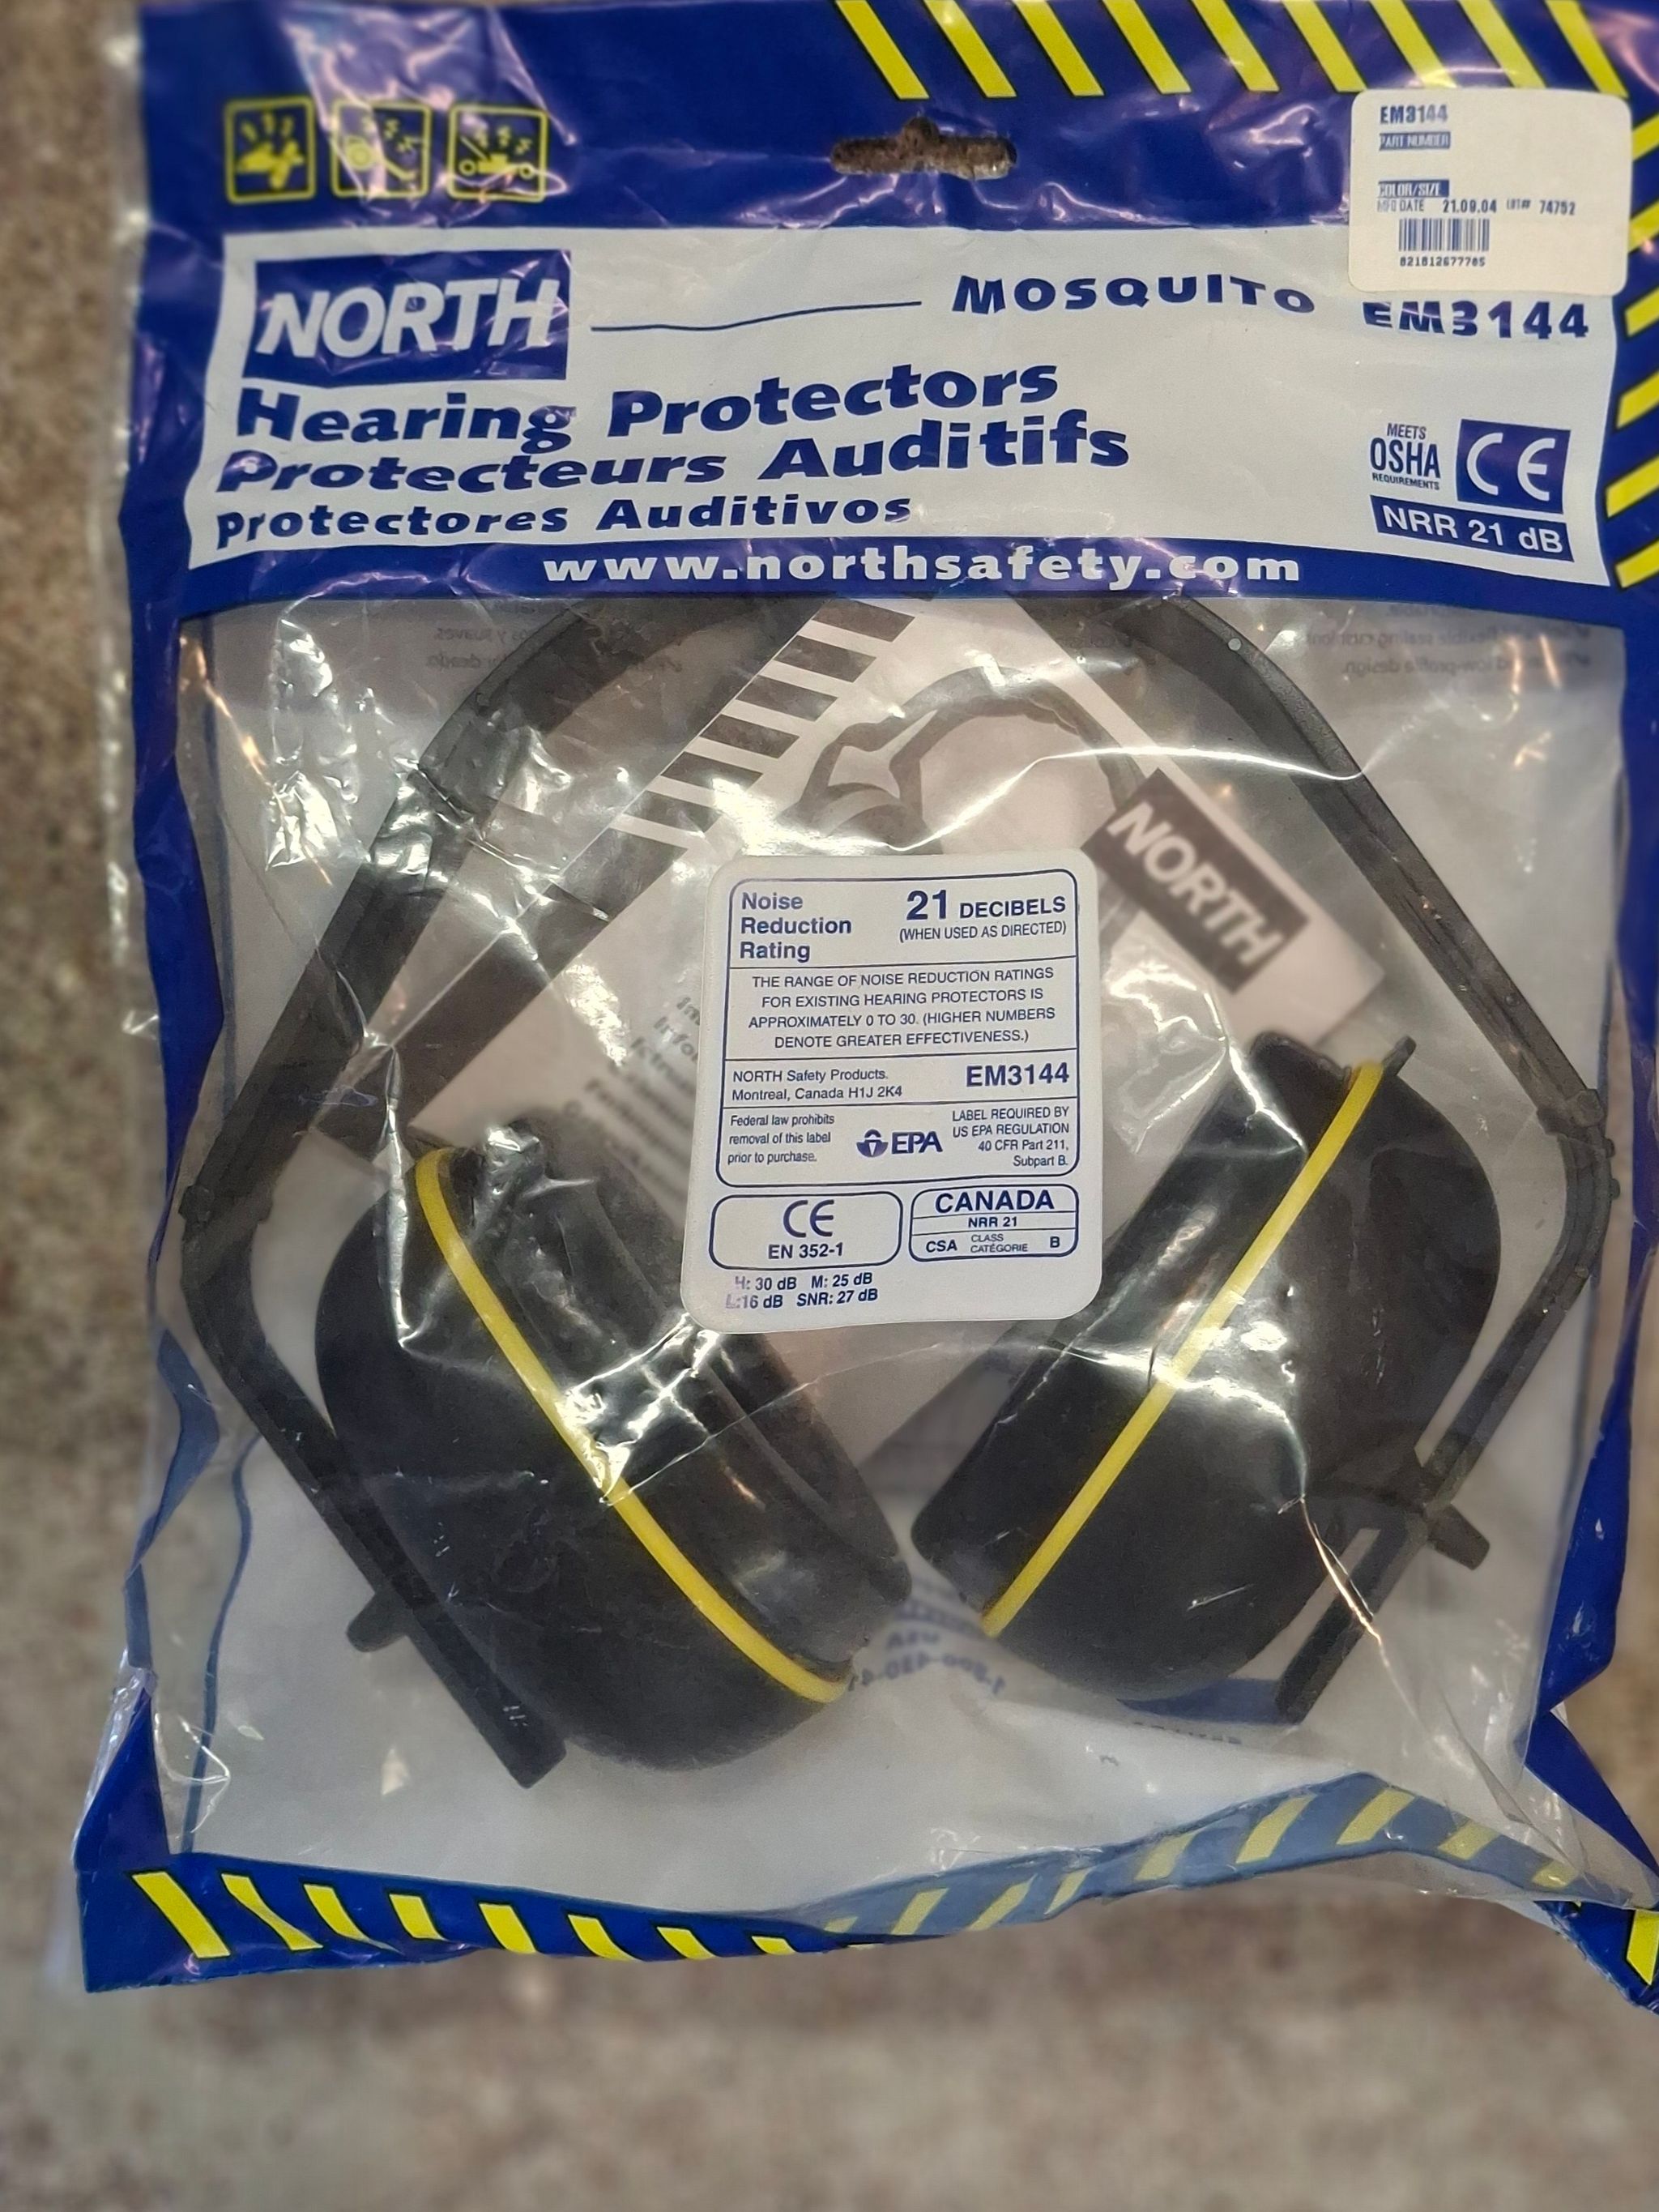 EM3144
PART NUMBER
COLOR/SIZE
MFG DATE 21.09.04 LOT# 74752
821812677785
NORTH
MOSQUITO EM3144
Hearing Protectors
Protecteurs Auditifs
Protectores Auditivos
MEETS
OSHA
REQUIREMENTS
CE
NRR 21 dB
www.northsafety.com
NORTH
Noise
Reduction
Rating
21 DECIBELS
(WHEN USED AS DIRECTED)
THE RANGE OF NOISE REDUCTION RATINGS
FOR EXISTING HEARING PROTECTORS IS
APPROXIMATELY 0 TO 30. (HIGHER NUMBERS
DENOTE GREATER EFFECTIVENESS.)
NORTH Safety Products.
Montreal, Canada H1J 2K4
EM3144
Federal law prohibits
removal of this label
prior to purchase.
EPA
LABEL REQUIRED BY
US EPA REGULATION
40 CFR Part 211,
Subpart B.
CE
EN 352-1
CANADA
NRR 21
CSA CLASS CATÉGORIE B
H: 30 dB M: 25 dB
L:16 dB SNR: 27 dB